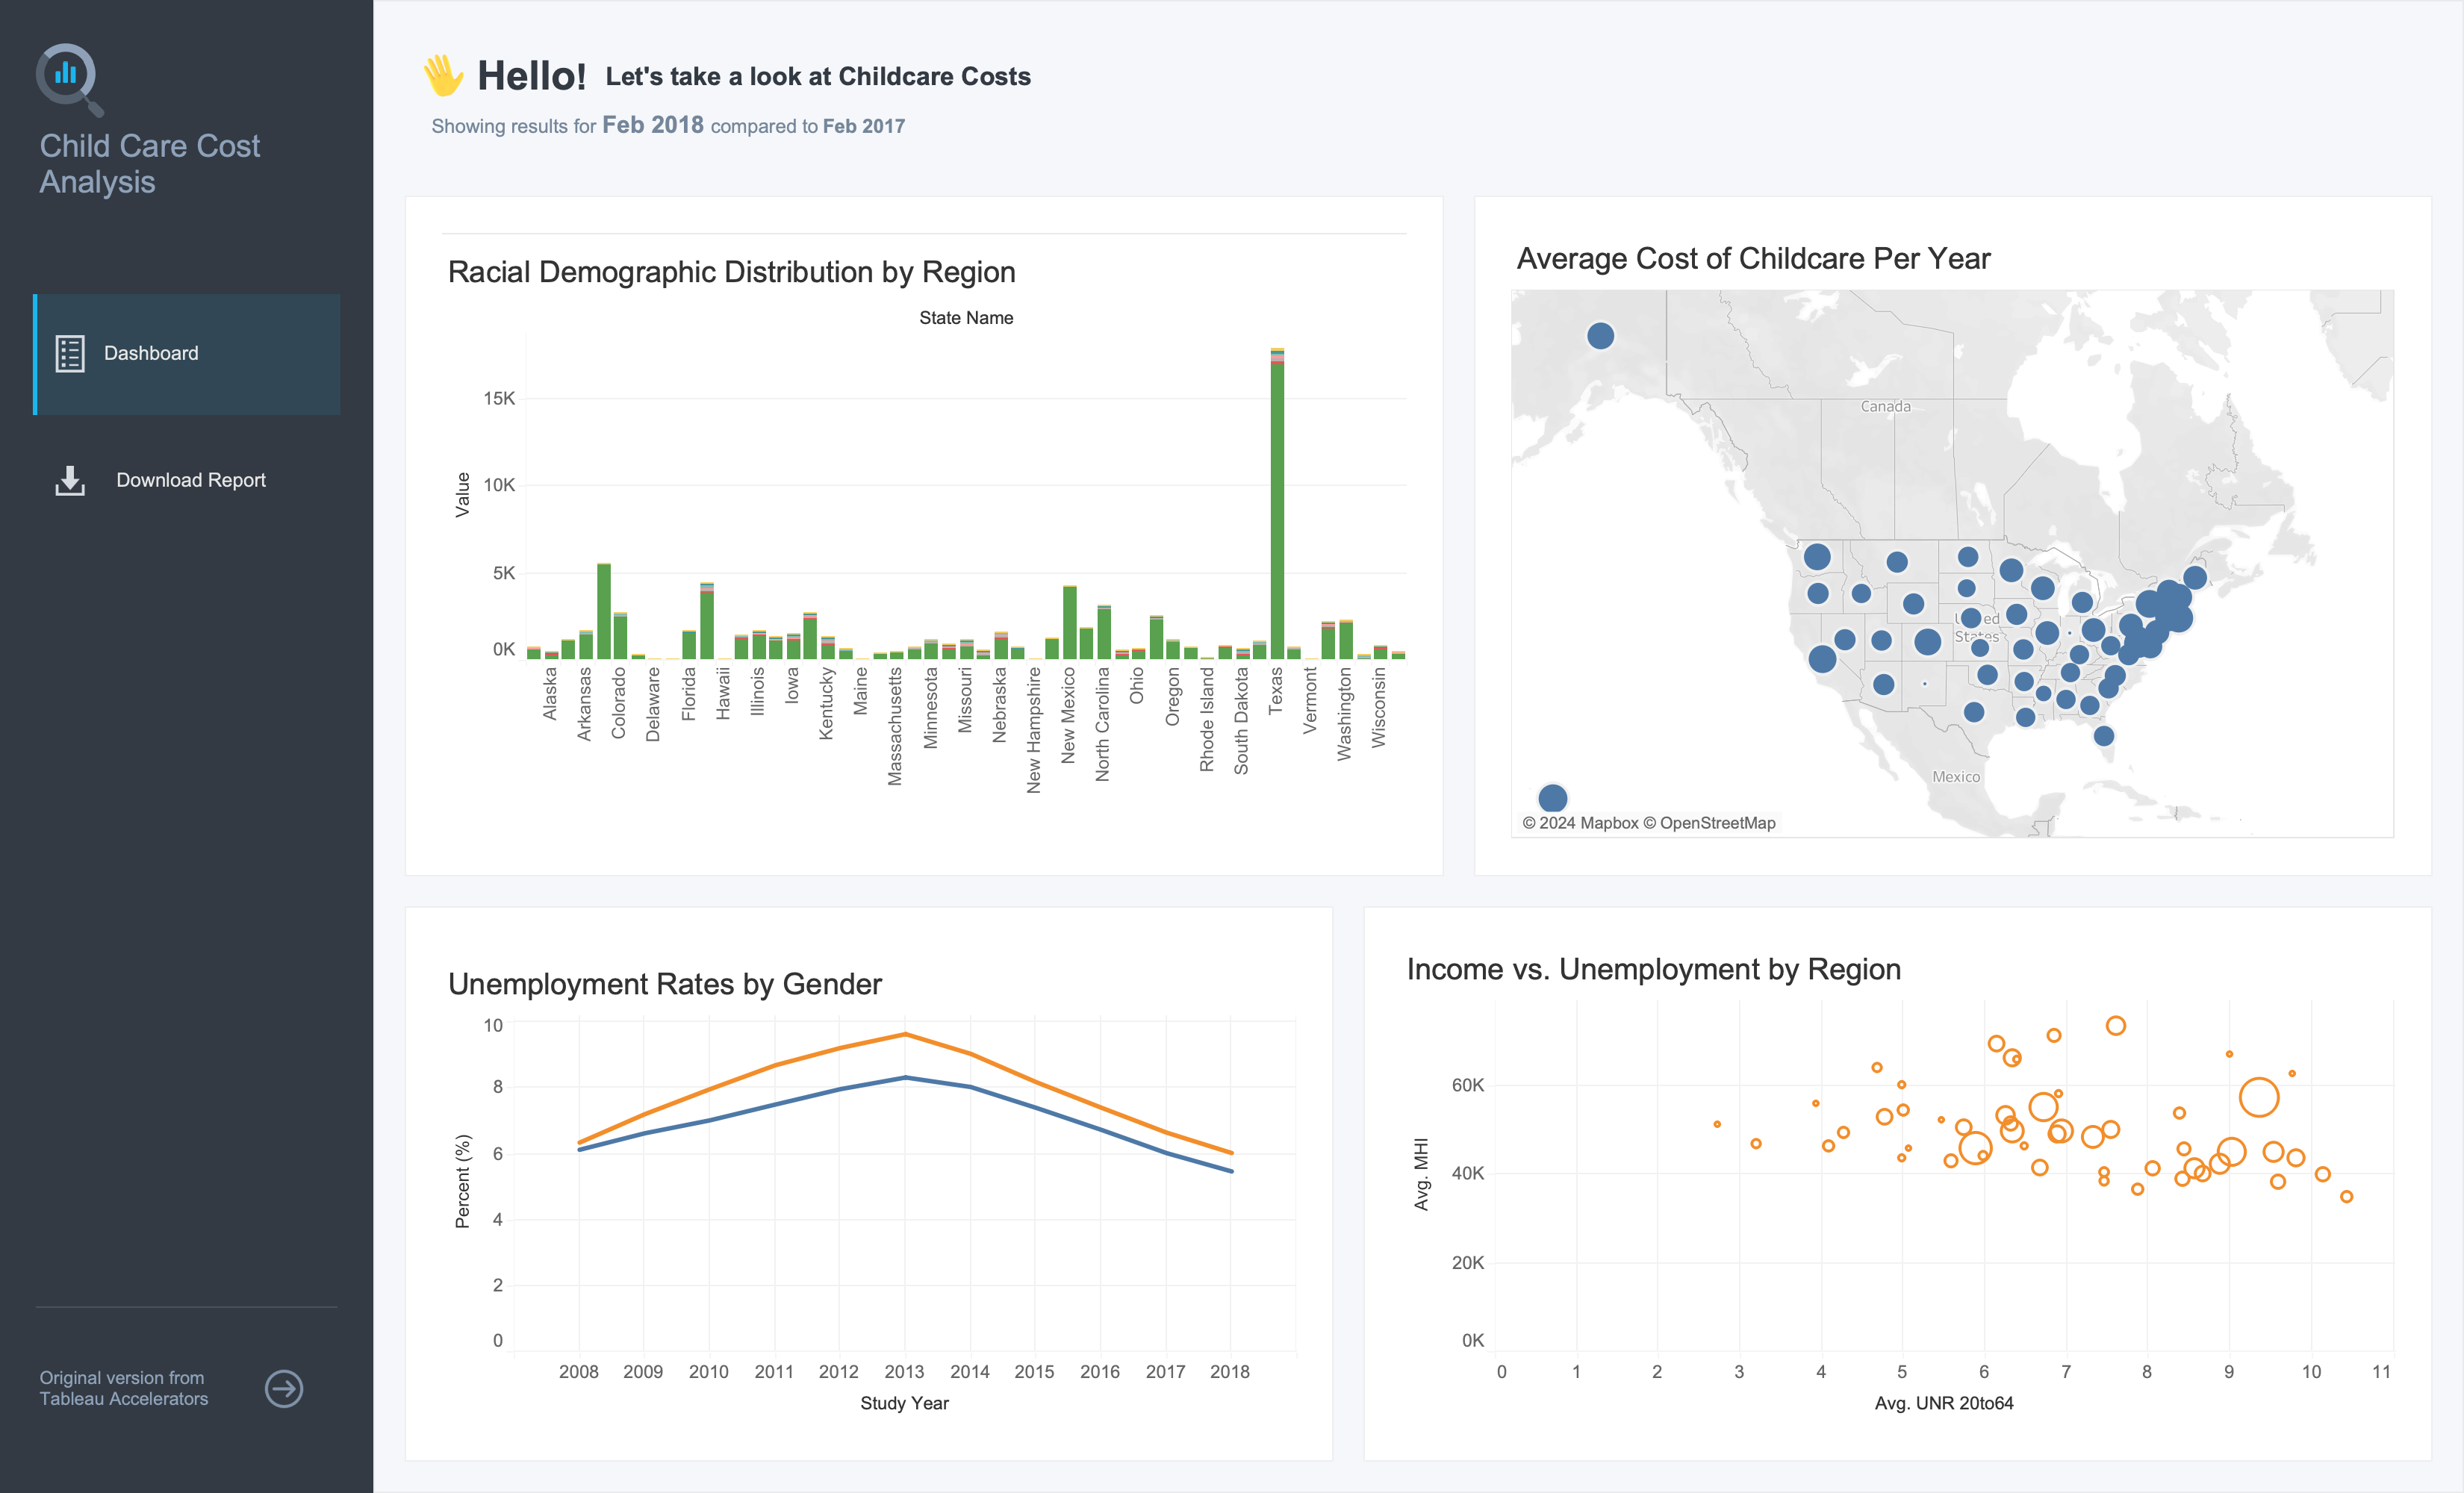 Child Care Cost
Analysis
Dashboard
Download Report
Original version from
Tableau Accelerators
Hello! Let's take a look at Childcare Costs
Showing results for Feb 2018 compared to Feb 2017
Racial Demographic Distribution by Region
State Name
Value
15K
10K
5K
0K
Alaska
Arkansas
Colorado
Delaware
Florida
Hawaii
Illinois
Iowa
Kentucky
Maine
Massachusetts
Minnesota
Missouri
Nebraska
New Hampshire
New Mexico
North Carolina
Ohio
Oregon
Rhode Island
South Dakota
Texas
Vermont
Washington
Wisconsin
Average Cost of Childcare Per Year
Canada
States
Mexico
© 2024 Mapbox © OpenStreetMap
Unemployment Rates by Gender
Percent (%)
10
8
6
4
2
0
2008 2009 2010 2011 2012 2013 2014 2015 2016 2017 2018
Study Year
Income vs. Unemployment by Region
Avg. MHI
60K
40K
20K
0K
0 1 2 3 4 5 6 7 8 9 10 11
Avg. UNR 20to64